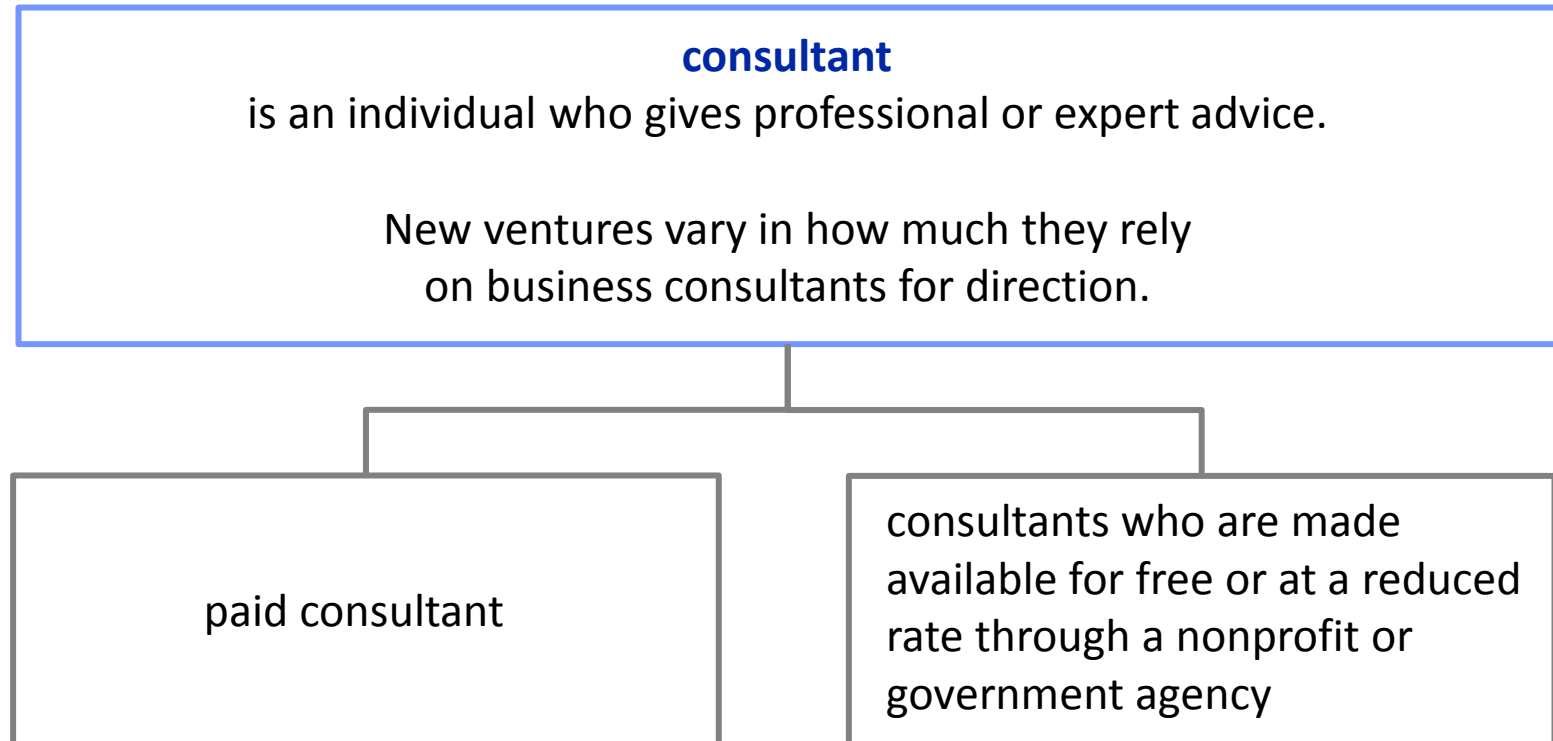 consultant
is an individual who gives professional or expert advice.
New ventures vary in how much they rely
on business consultants for direction.
paid consultant
consultants who are made
available for free or at a reduced
rate through a nonprofit or
government agency